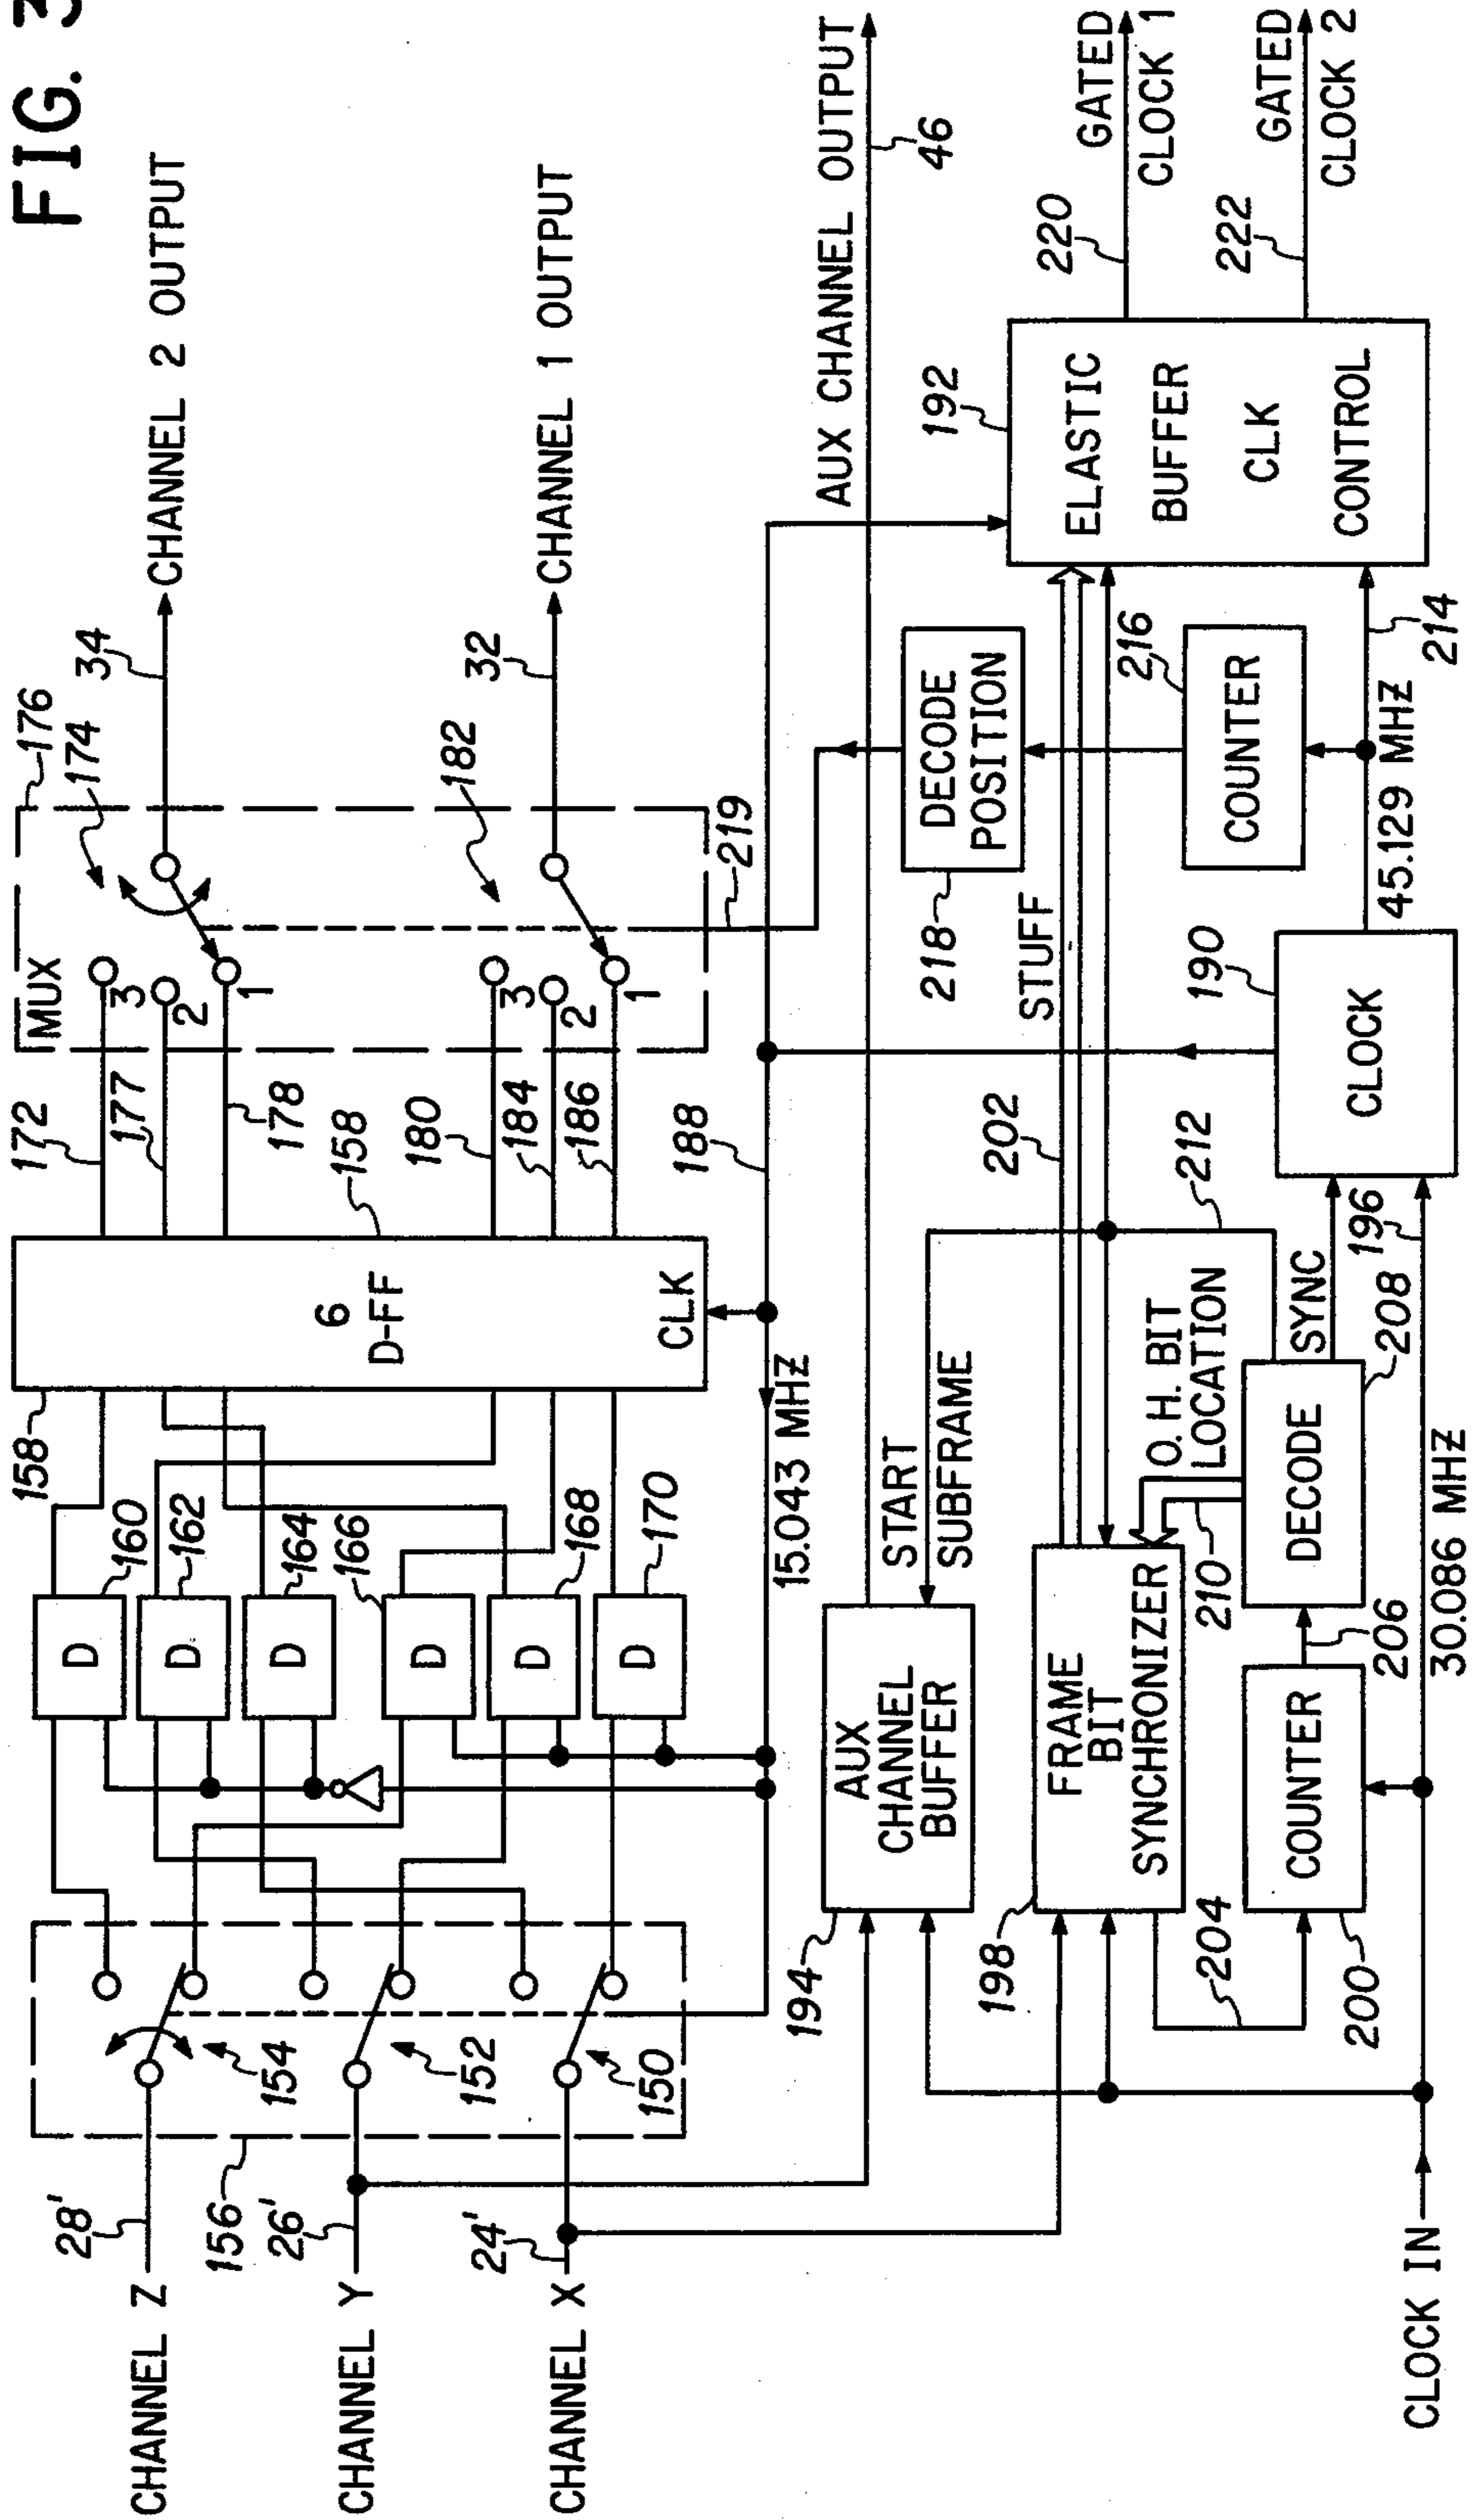 FIG. 3
CHANNEL Z
28'
156
154
CHANNEL Y
26'
152
CHANNEL X
24'
150
D
160
D
162
D
164
166
D
D
168
D
170
158
6
D-FF
CLK
158
172
177
178
180
184
186
188
15.043 MHZ
MUX
3
2
1
3
2
1
176
174
34
CHANNEL 2 OUTPUT
182
32
CHANNEL 1 OUTPUT
219
194
AUX
CHANNEL
BUFFER
START
SUBFRAME
AUX CHANNEL OUTPUT
46
198
FRAME
BIT
SYNCHRONIZER
204
200
COUNTER
206
DECODE
208
210
O. H. BIT
LOCATION
SYNC
212
202
STUFF
196
30.086 MHZ
CLOCK IN
190
CLOCK
45.129 MHZ
214
COUNTER
216
218
DECODE
POSITION
192
ELASTIC
BUFFER
CLK
CONTROL
220
GATED
CLOCK 1
222
GATED
CLOCK 2